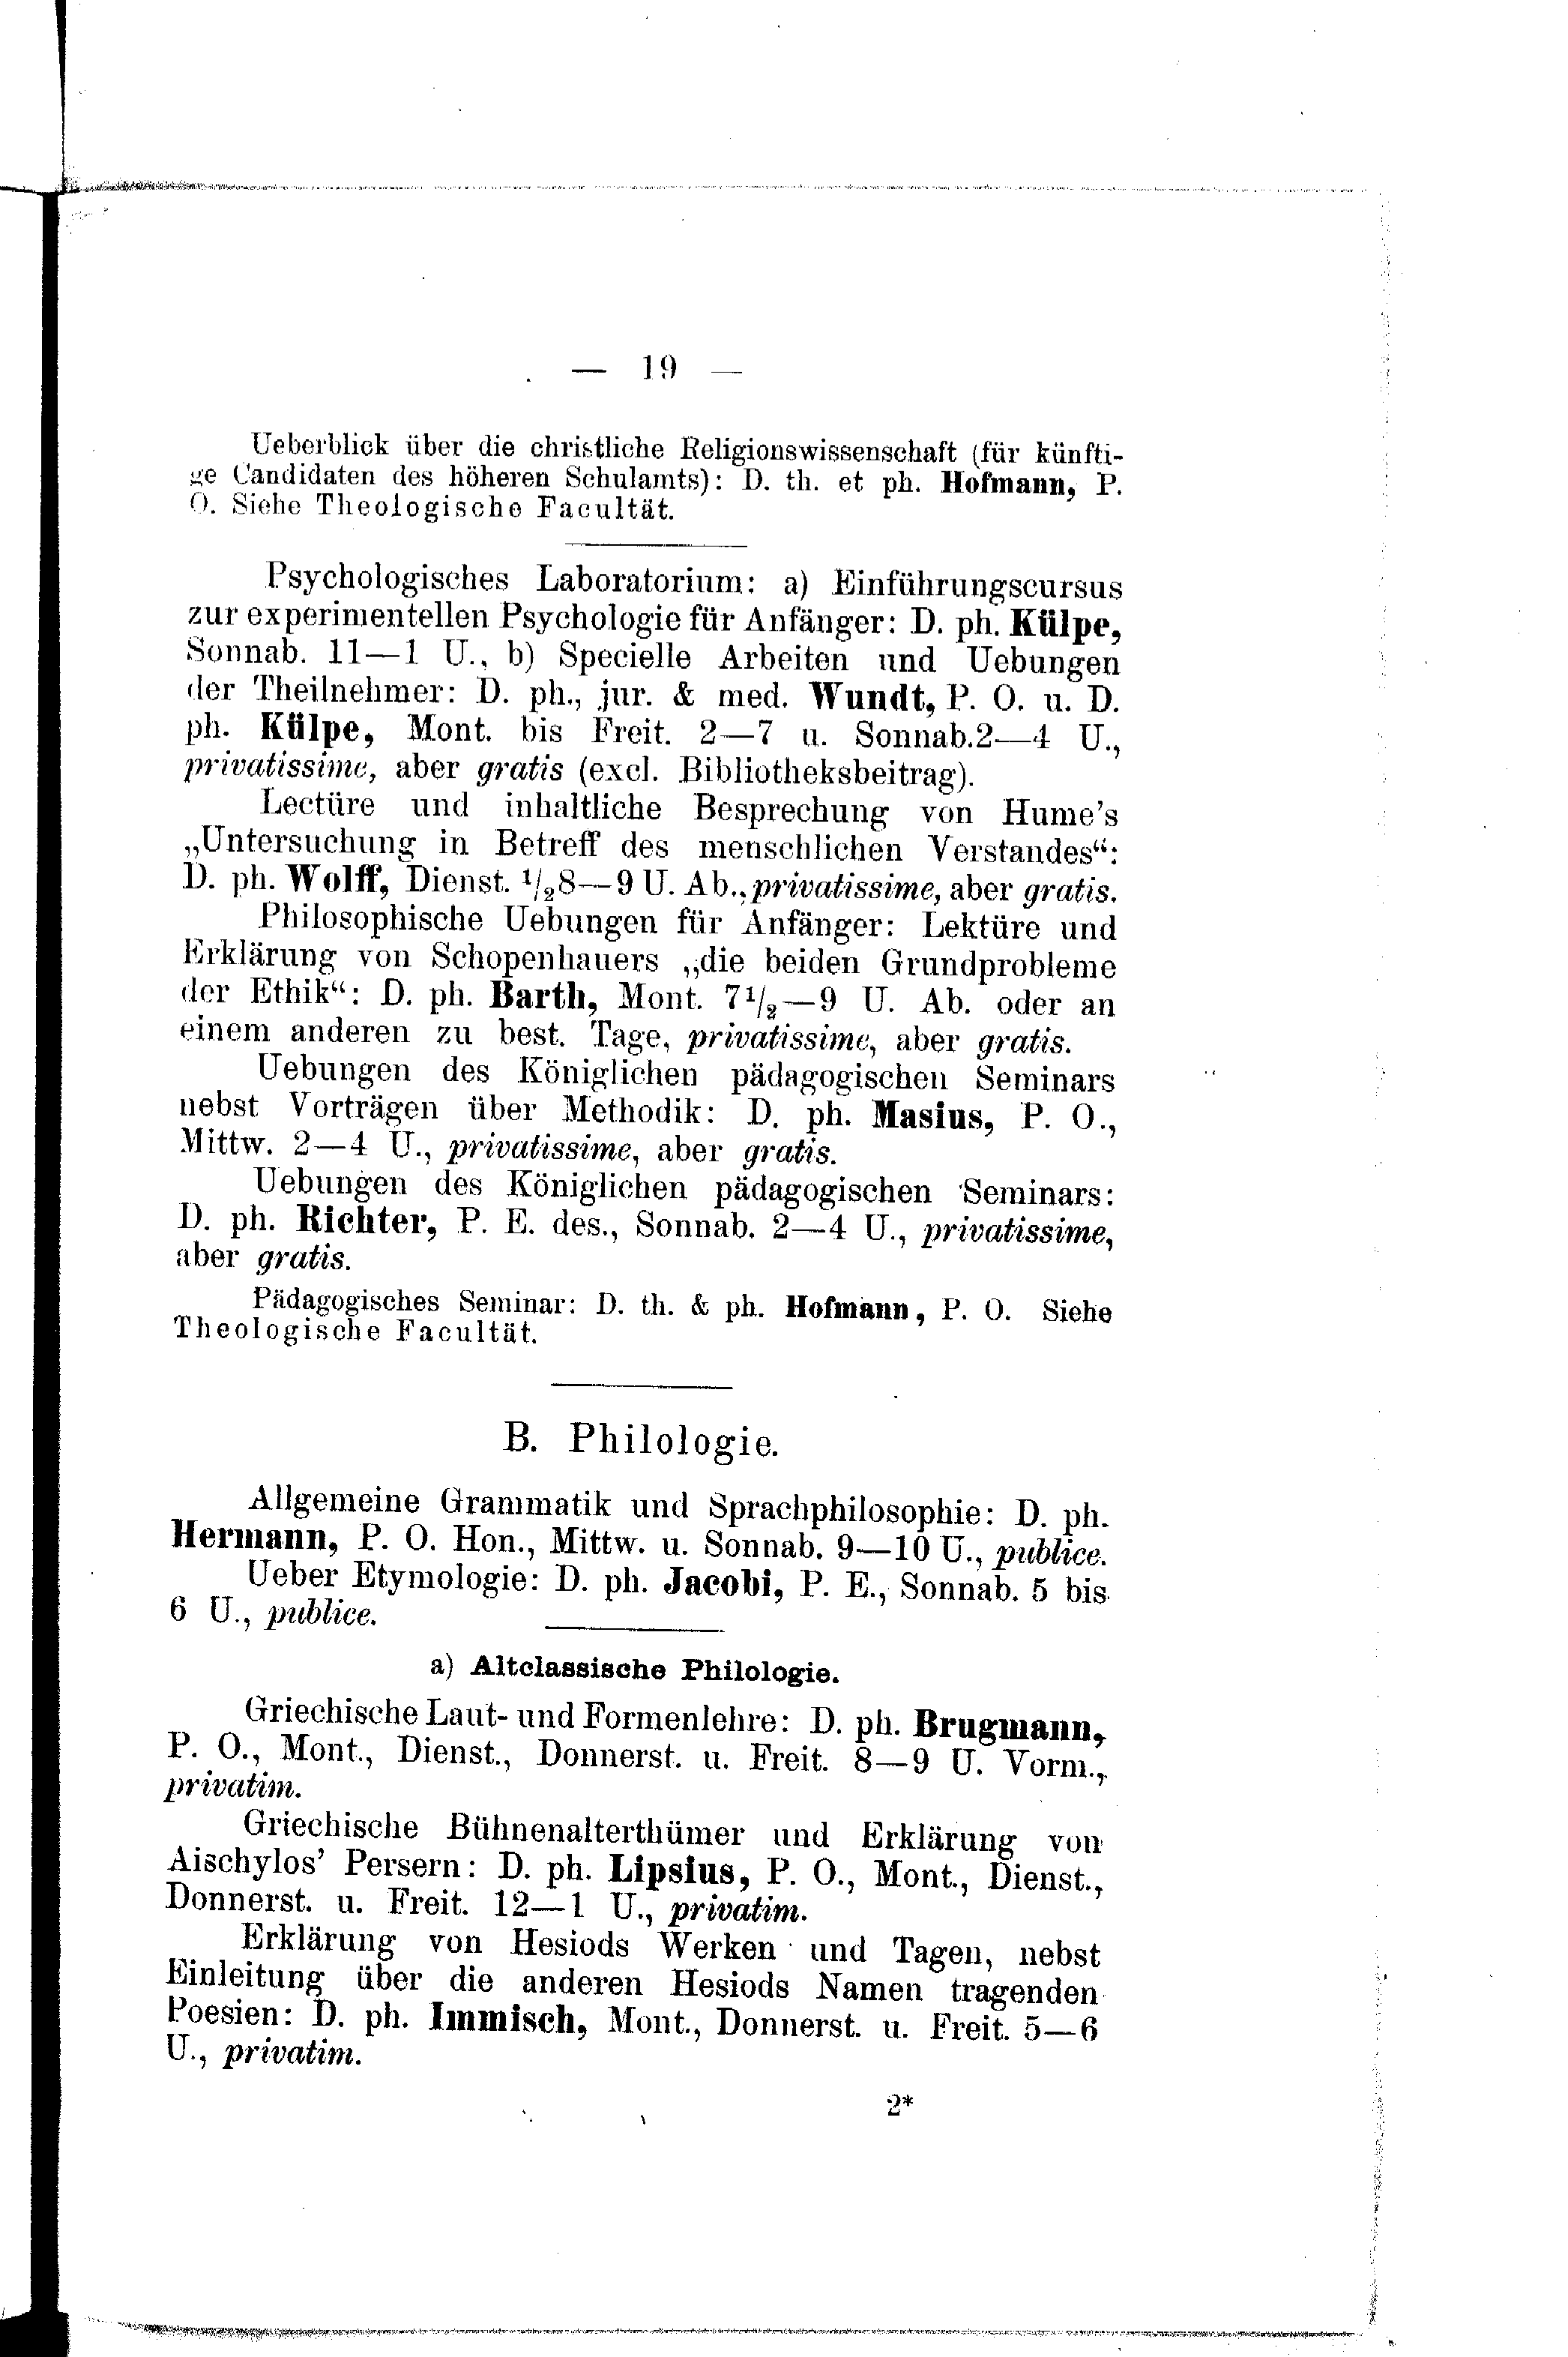 — 19 —
Ueberblick über die christliche Religionswissenschaft (für künfti-
ge Candidaten des höheren Schulamts): D. th. et ph. Hofmann, P.
O. Siehe Theologische Facultät.
Psychologisches Laboratorium: a) Einführungscursus
zur experimentellen Psychologie für Anfänger: D. ph. Külpe,
Sonnab. 11—1 U., b) Specielle Arbeiten und Uebungen
der Theilnehmer: D. ph., jur. & med. Wundt, P. O. u. D.
ph. Külpe, Mont. bis Freit. 2—7 u. Sonnab. 2—4 U.,
privatissime, aber gratis (excl. Bibliotheksbeitrag).
Lectüre und inhaltliche Besprechung von Hume's
„Untersuchung in Betreff des menschlichen Verstandes“:
D. ph. Wolff, Dienst. 1/28—9 U. Ab., privatissime, aber gratis.
Philosophische Uebungen für Anfänger: Lektüre und
Erklärung von Schopenhauers „die beiden Grundprobleme
der Ethik“: D. ph. Barth, Mont. 71/2—9 U. Ab. oder an
einem anderen zu best. Tage, privatissime, aber gratis.
Uebungen des Königlichen pädagogischen Seminars
nebst Vorträgen über Methodik: D. ph. Masius, P. O.,
Mittw. 2—4 U., privatissime, aber gratis.
Uebungen des Königlichen pädagogischen Seminars:
D. ph. Richter, P. E. des., Sonnab. 2—4 U., privatissime,
aber gratis.
Pädagogisches Seminar: D. th. & ph. Hofmann, P. O. Siehe
Theologische Facultät.
B. Philologie.
Allgemeine Grammatik und Sprachphilosophie: D. ph.
Hermann, P. O. Hon., Mittw. u. Sonnab. 9—10 U., publice.
Ueber Etymologie: D. ph. Jacobi, P. E., Sonnab. 5 bis
6 U., publice.
a) Altclassische Philologie.
Griechische Laut- und Formenlehre: D. ph. Brugmann,
P. O., Mont., Dienst., Donnerst. u. Freit. 8—9 U. Vorm.,
privatim.
Griechische Bühnenalterthümer und Erklärung von
Aischylos' Persern: D. ph. Lipsius, P. O., Mont., Dienst.,
Donnerst. u. Freit. 12—1 U., privatim.
Erklärung von Hesiods Werken und Tagen, nebst
Einleitung über die anderen Hesiods Namen tragenden
Poesien: D. ph. Immisch, Mont., Donnerst. u. Freit. 5—6
U., privatim.
2*